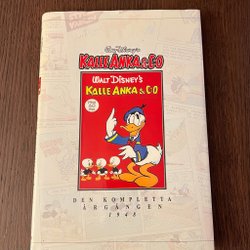 Walt Disney's
KALLE ANKA & C:O
WALT DISNEY'S
KALLE ANKA & C:O
DEN KOMPLETTA
ÅRGÅNGEN
1948